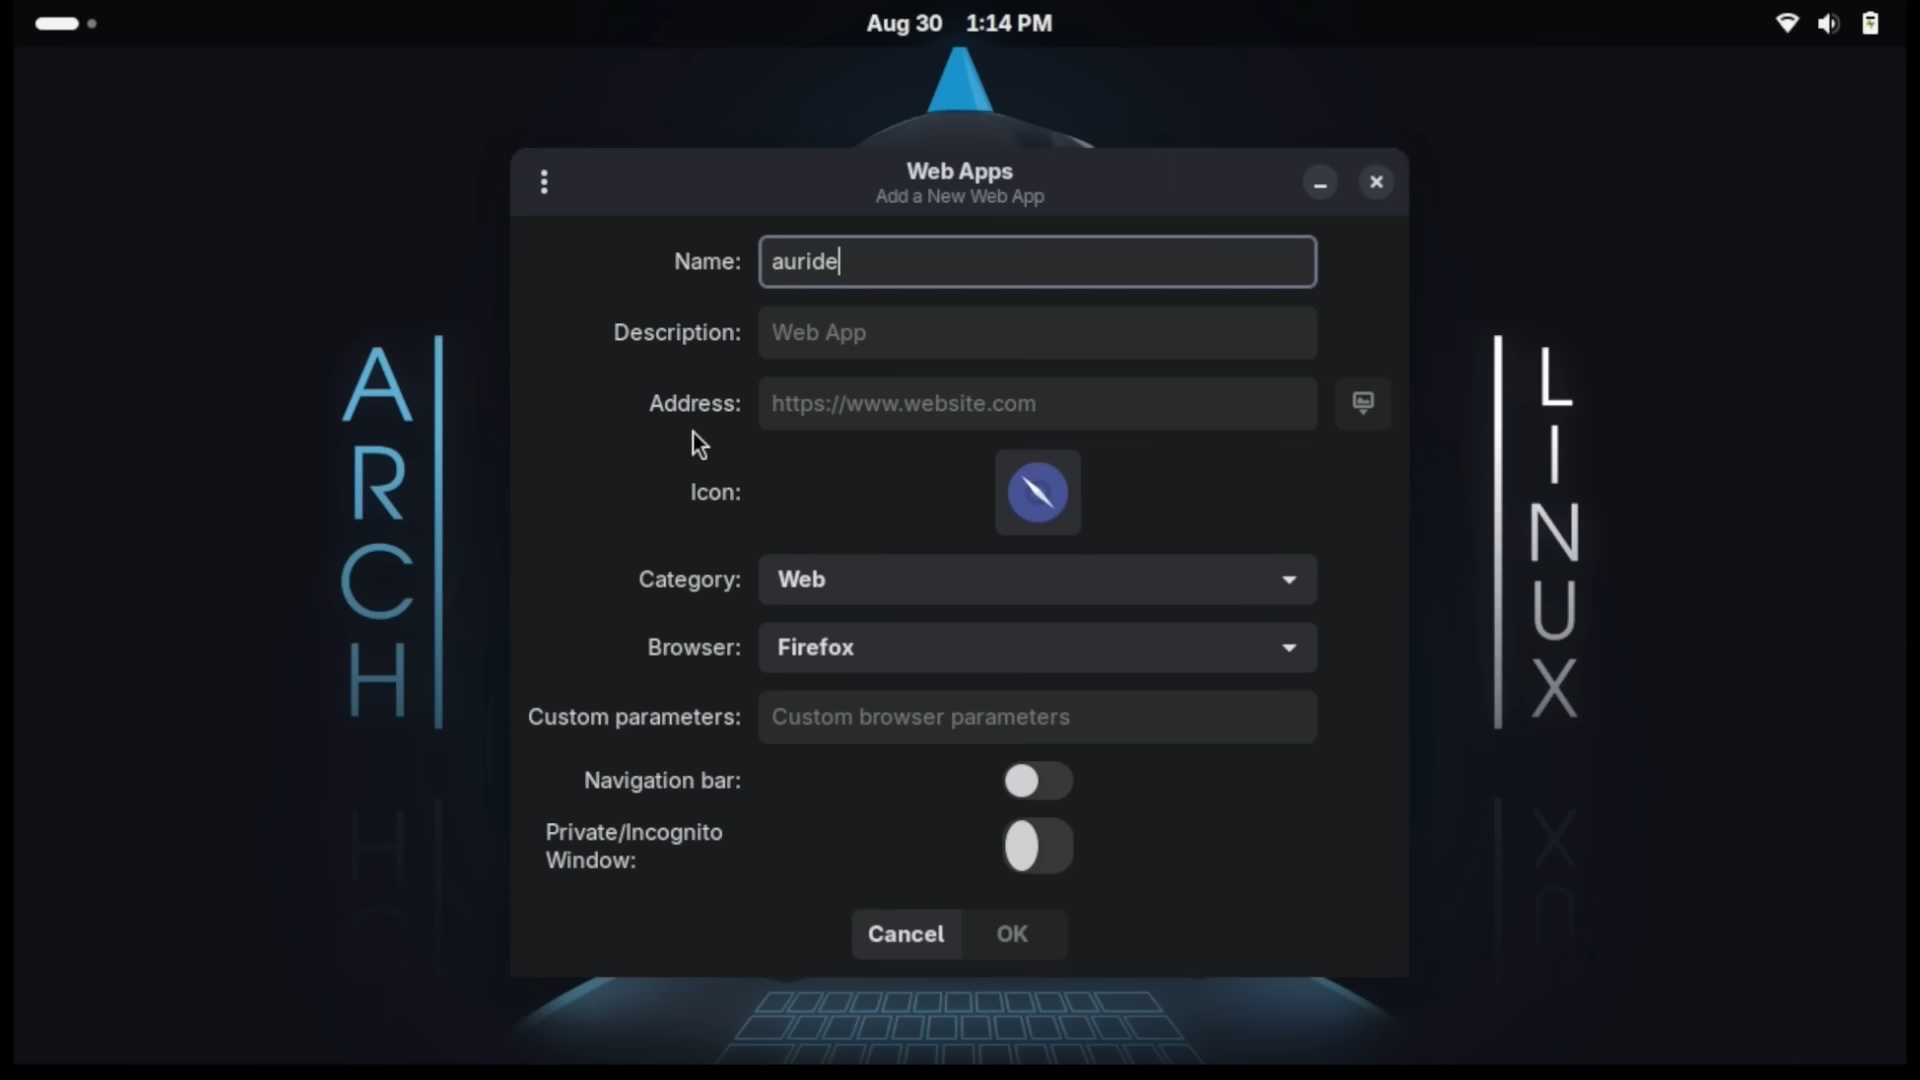 Aug 30 1:14 PM
Web Apps
Add a New Web App
Name: auride
Description: Web App
Address: https://www.website.com
Icon:
Category: Web
Browser: Firefox
Custom parameters: Custom browser parameters
Navigation bar:
Private/Incognito
Window:
Cancel OK
ARCH
LINUX